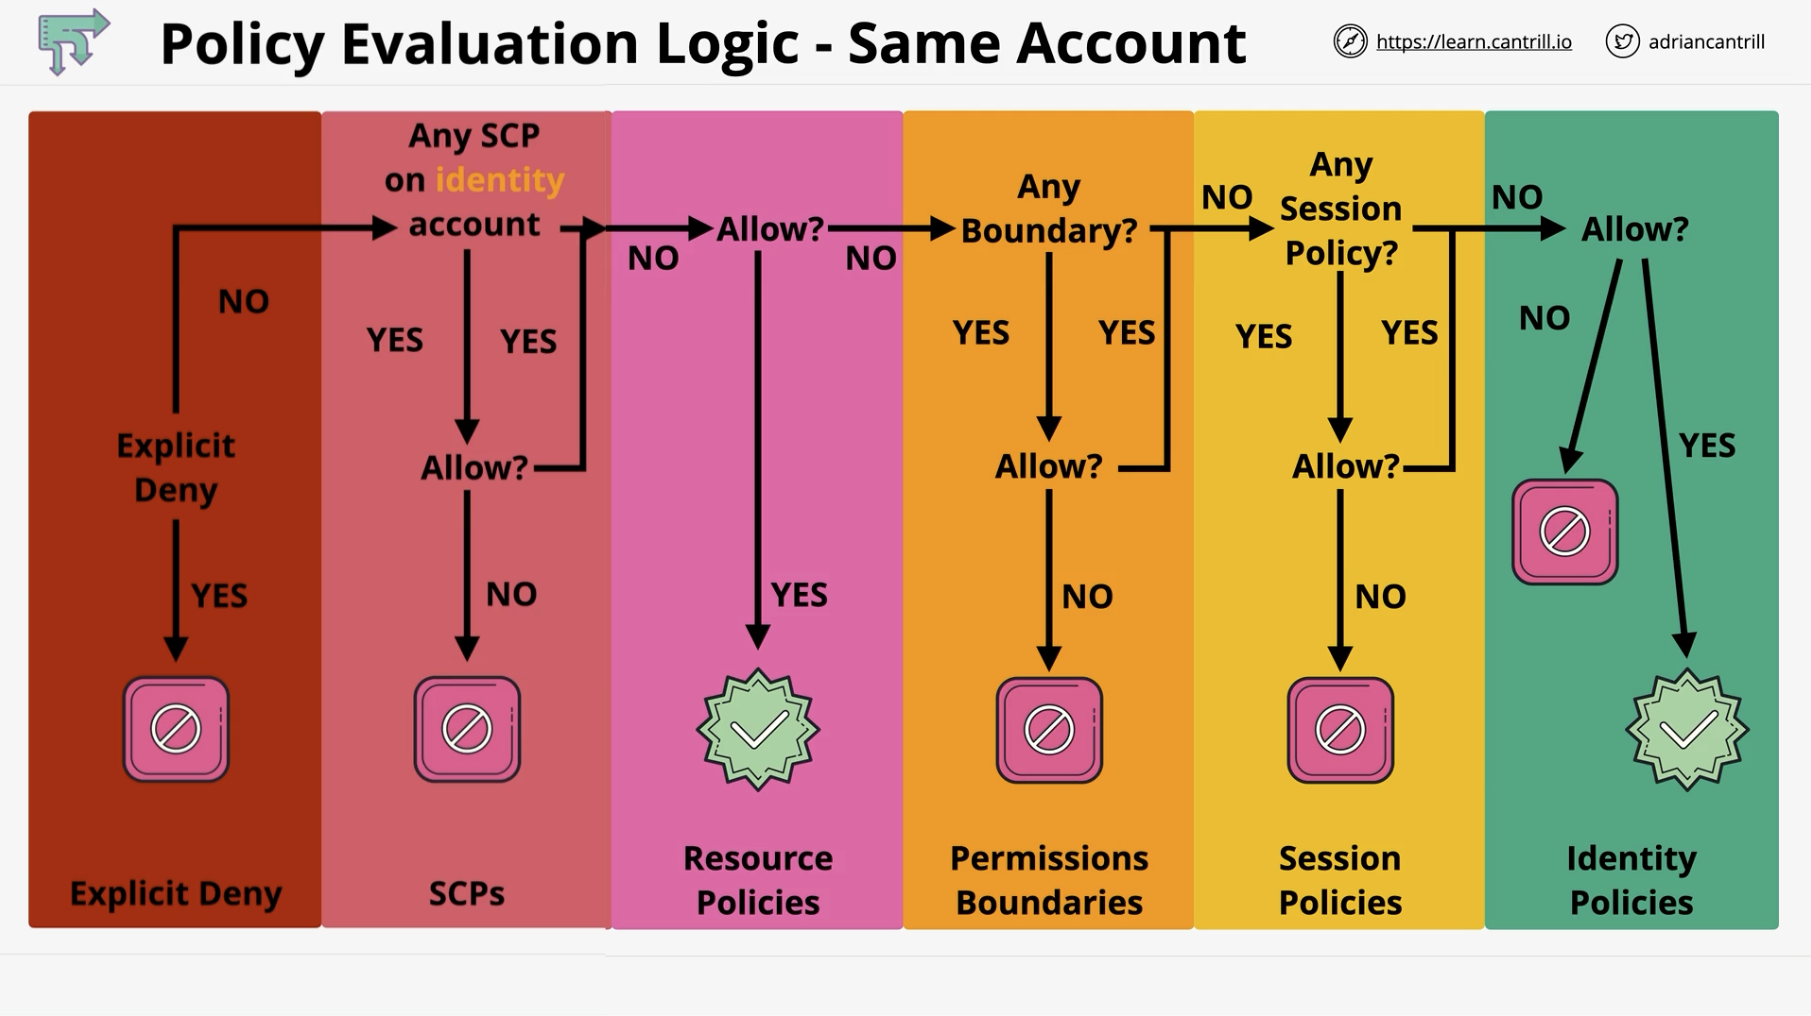 Policy Evaluation Logic - Same Account
https://learn.cantrill.io
adriancantrill
NO
Explicit
Deny
YES
Explicit Deny
Any SCP
on identity
account
YES
YES
Allow?
NO
SCPs
NO
Allow?
NO
YES
Resource
Policies
Any
Boundary?
YES
YES
Allow?
NO
Permissions
Boundaries
NO
Any
Session
Policy?
YES
YES
Allow?
NO
Session
Policies
NO
Allow?
NO
YES
Identity
Policies